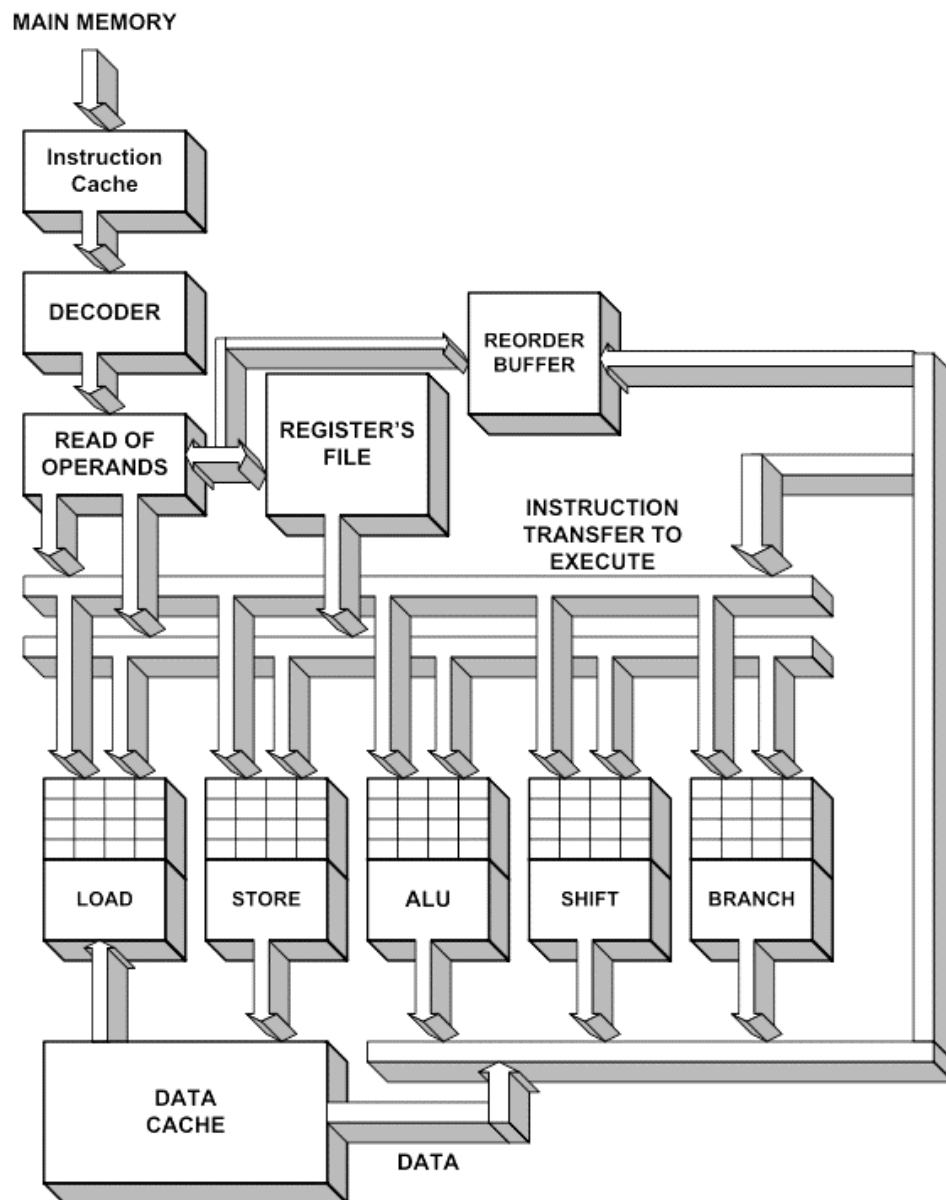 MAIN MEMORY
Instruction
Cache
DECODER
REORDER
BUFFER
READ OF
OPERANDS
REGISTER'S
FILE
INSTRUCTION
TRANSFER TO
EXECUTE
LOAD
STORE
ALU
SHIFT
BRANCH
DATA
CACHE
DATA